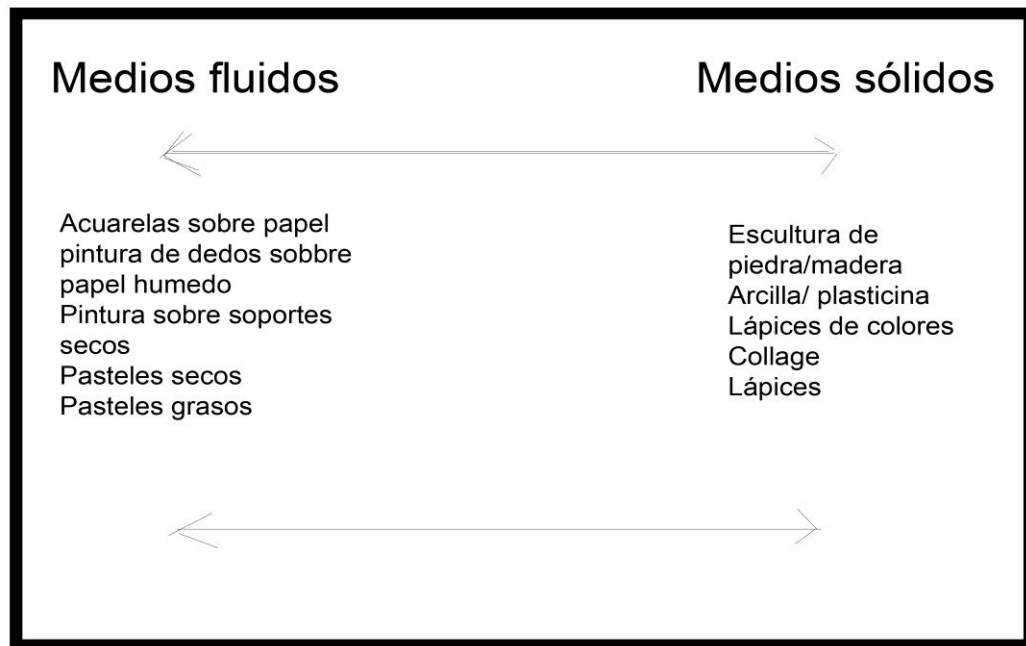 Medios fluidos
Medios sólidos
Acuarelas sobre papel
pintura de dedos sobbre
papel humedo
Pintura sobre soportes
secos
Pasteles secos
Pasteles grasos
Escultura de
piedra/madera
Arcilla/ plasticina
Lápices de colores
Collage
Lápices